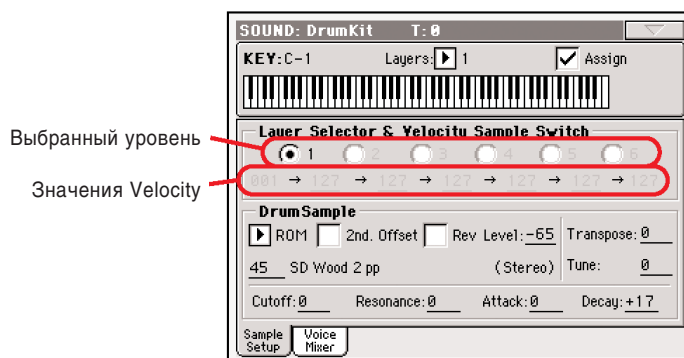 SOUND: DrumKit T:0
KEY:C-1 Layers: 1 Assign
Layer Selector & Velocity Sample Switch
Выбранный уровень
1 2 3 4 5 6
Значения Velocity
001 → 127 → 127 → 127 → 127 → 127 → 127
DrumSample
ROM 2nd. Offset Rev Level:-65 Transpose:0
45 SD Wood 2 pp (Stereo) Tune: 0
Cutoff:0 Resonance:0 Attack:0 Decay:+17
Sample Setup Voice Mixer